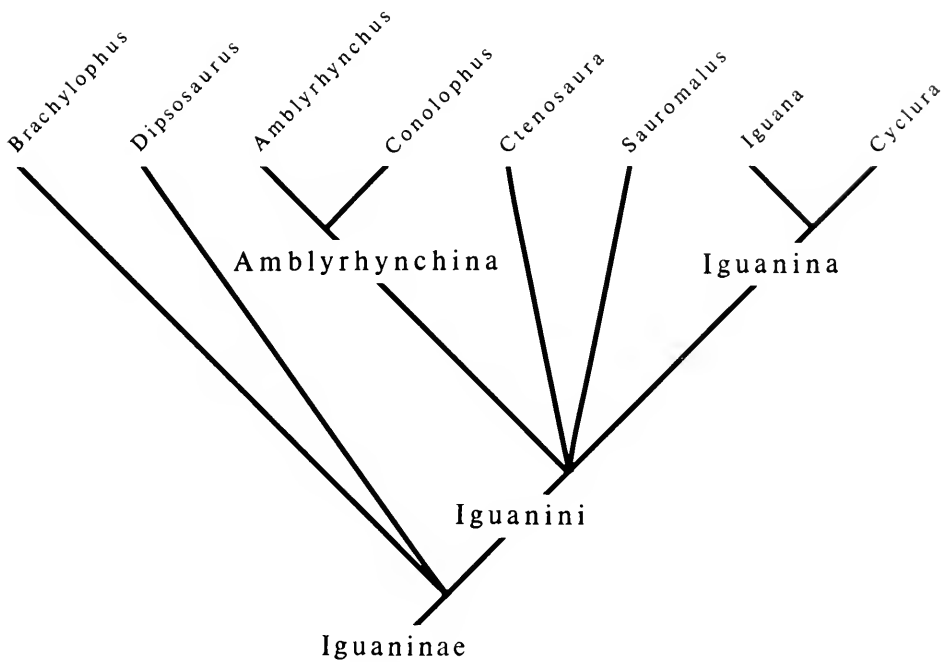 Brachylophus
Dipsosaurus
Amblyrhynchus
Conolophus
Ctenosaura
Sauromalus
Iguana
Cyclura
Amblyrhynchina
Iguanina
Iguanini
Iguaninae